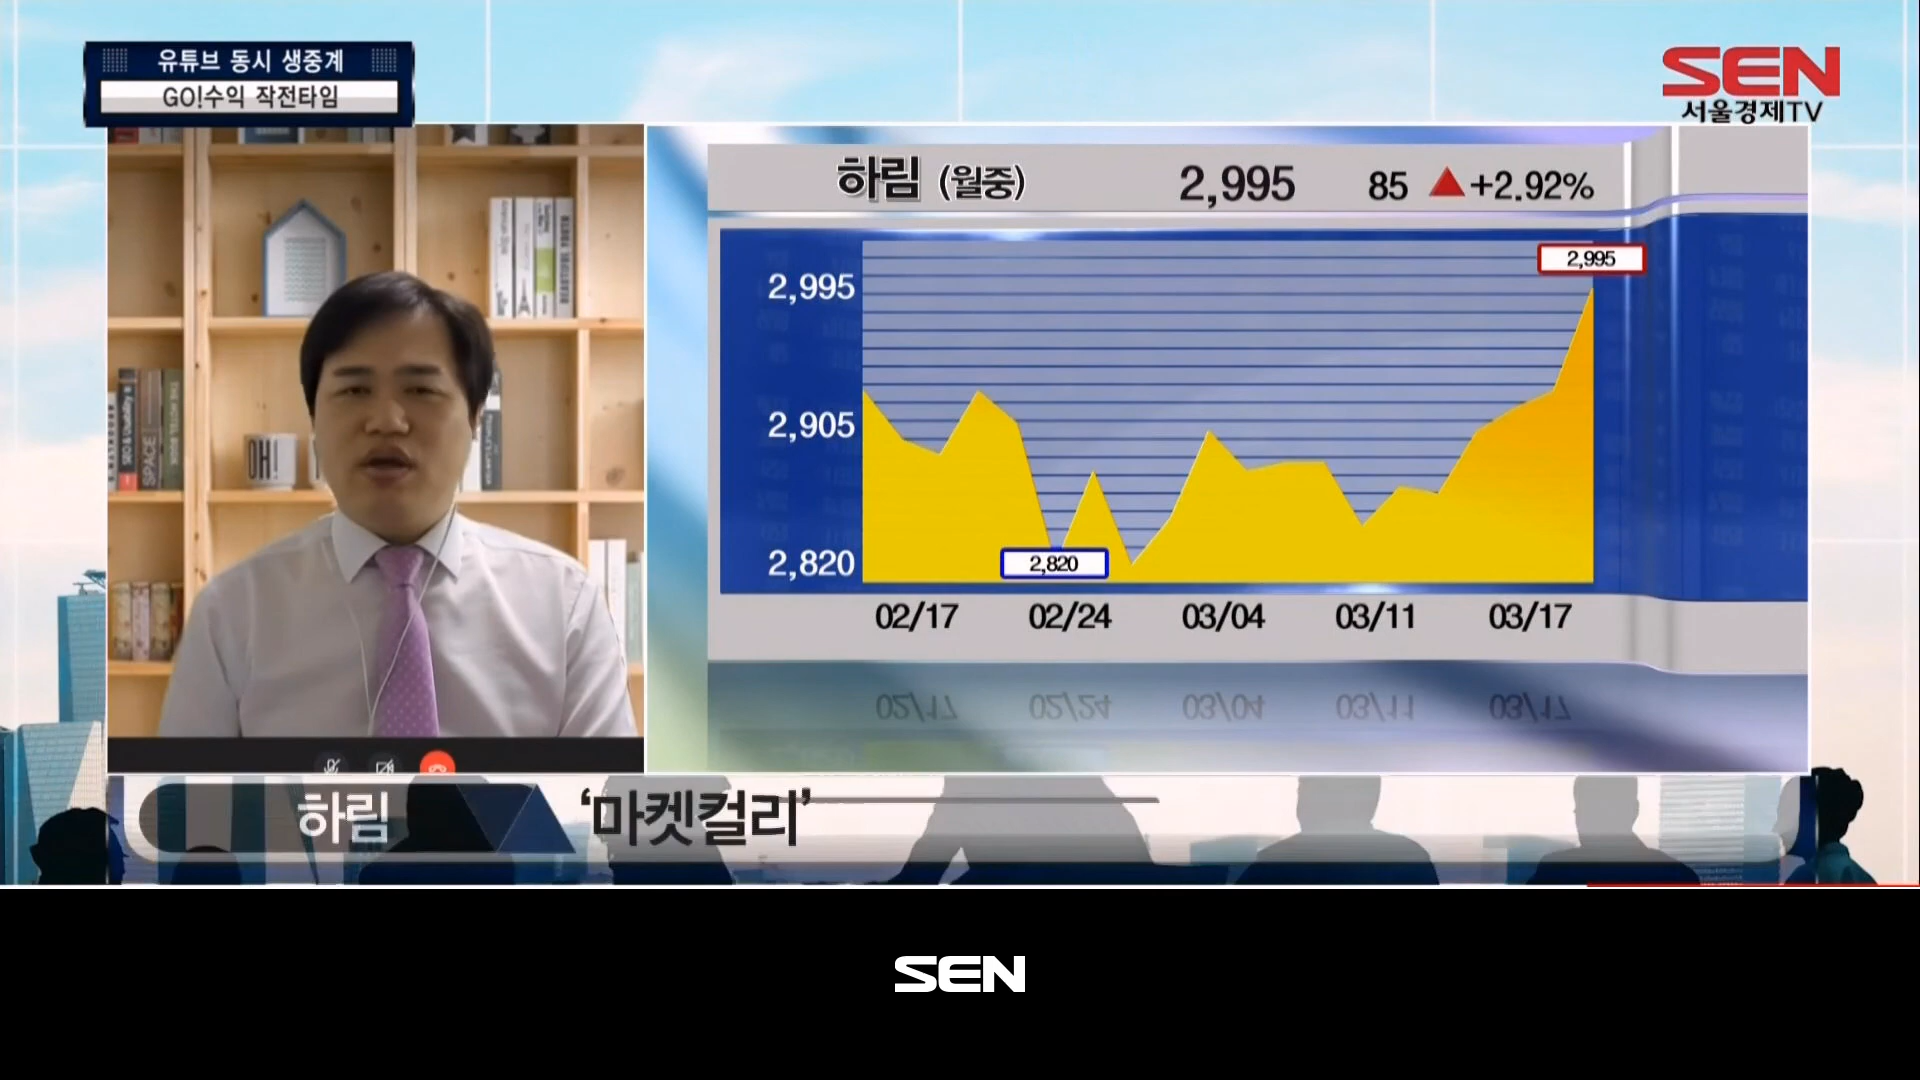 유튜브 동시 생중계
GO!수익 작전타임
SEN
서울경제TV
하림 (월중) 2,995 85 ▲+2.92%
2,995
2,995
2,905
2,820
2,820
02/17 02/24 03/04 03/11 03/17
OH!
SPACE
하림 ‘마켓컬리’
SEN